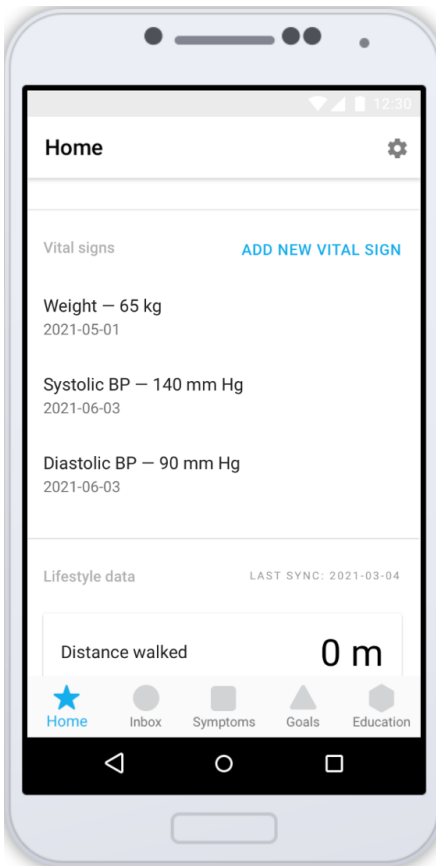 12:30
Home
Vital signs
ADD NEW VITAL SIGN
Weight — 65 kg
2021-05-01
Systolic BP — 140 mm Hg
2021-06-03
Diastolic BP — 90 mm Hg
2021-06-03
Lifestyle data
LAST SYNC: 2021-03-04
Distance walked
0 m
Home
Inbox
Symptoms
Goals
Education